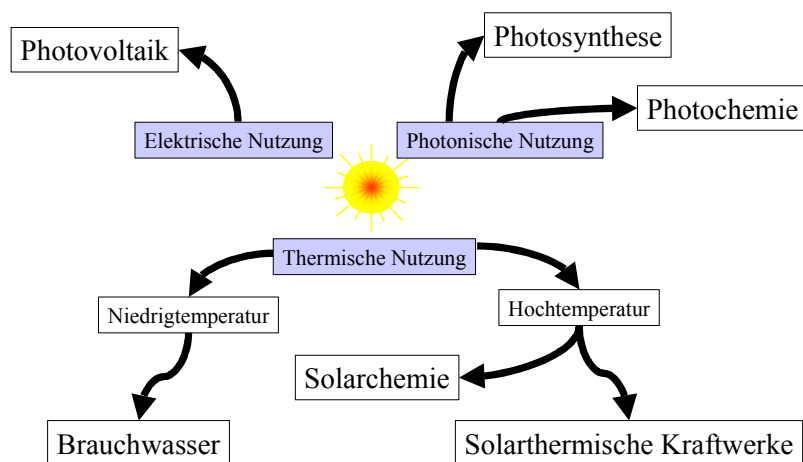 Photosynthese
Photovoltaik
Photochemie
Elektrische Nutzung
Photonische Nutzung
Thermische Nutzung
Niedrigtemperatur
Hochtemperatur
Solarchemie
Brauchwasser
Solarthermische Kraftwerke